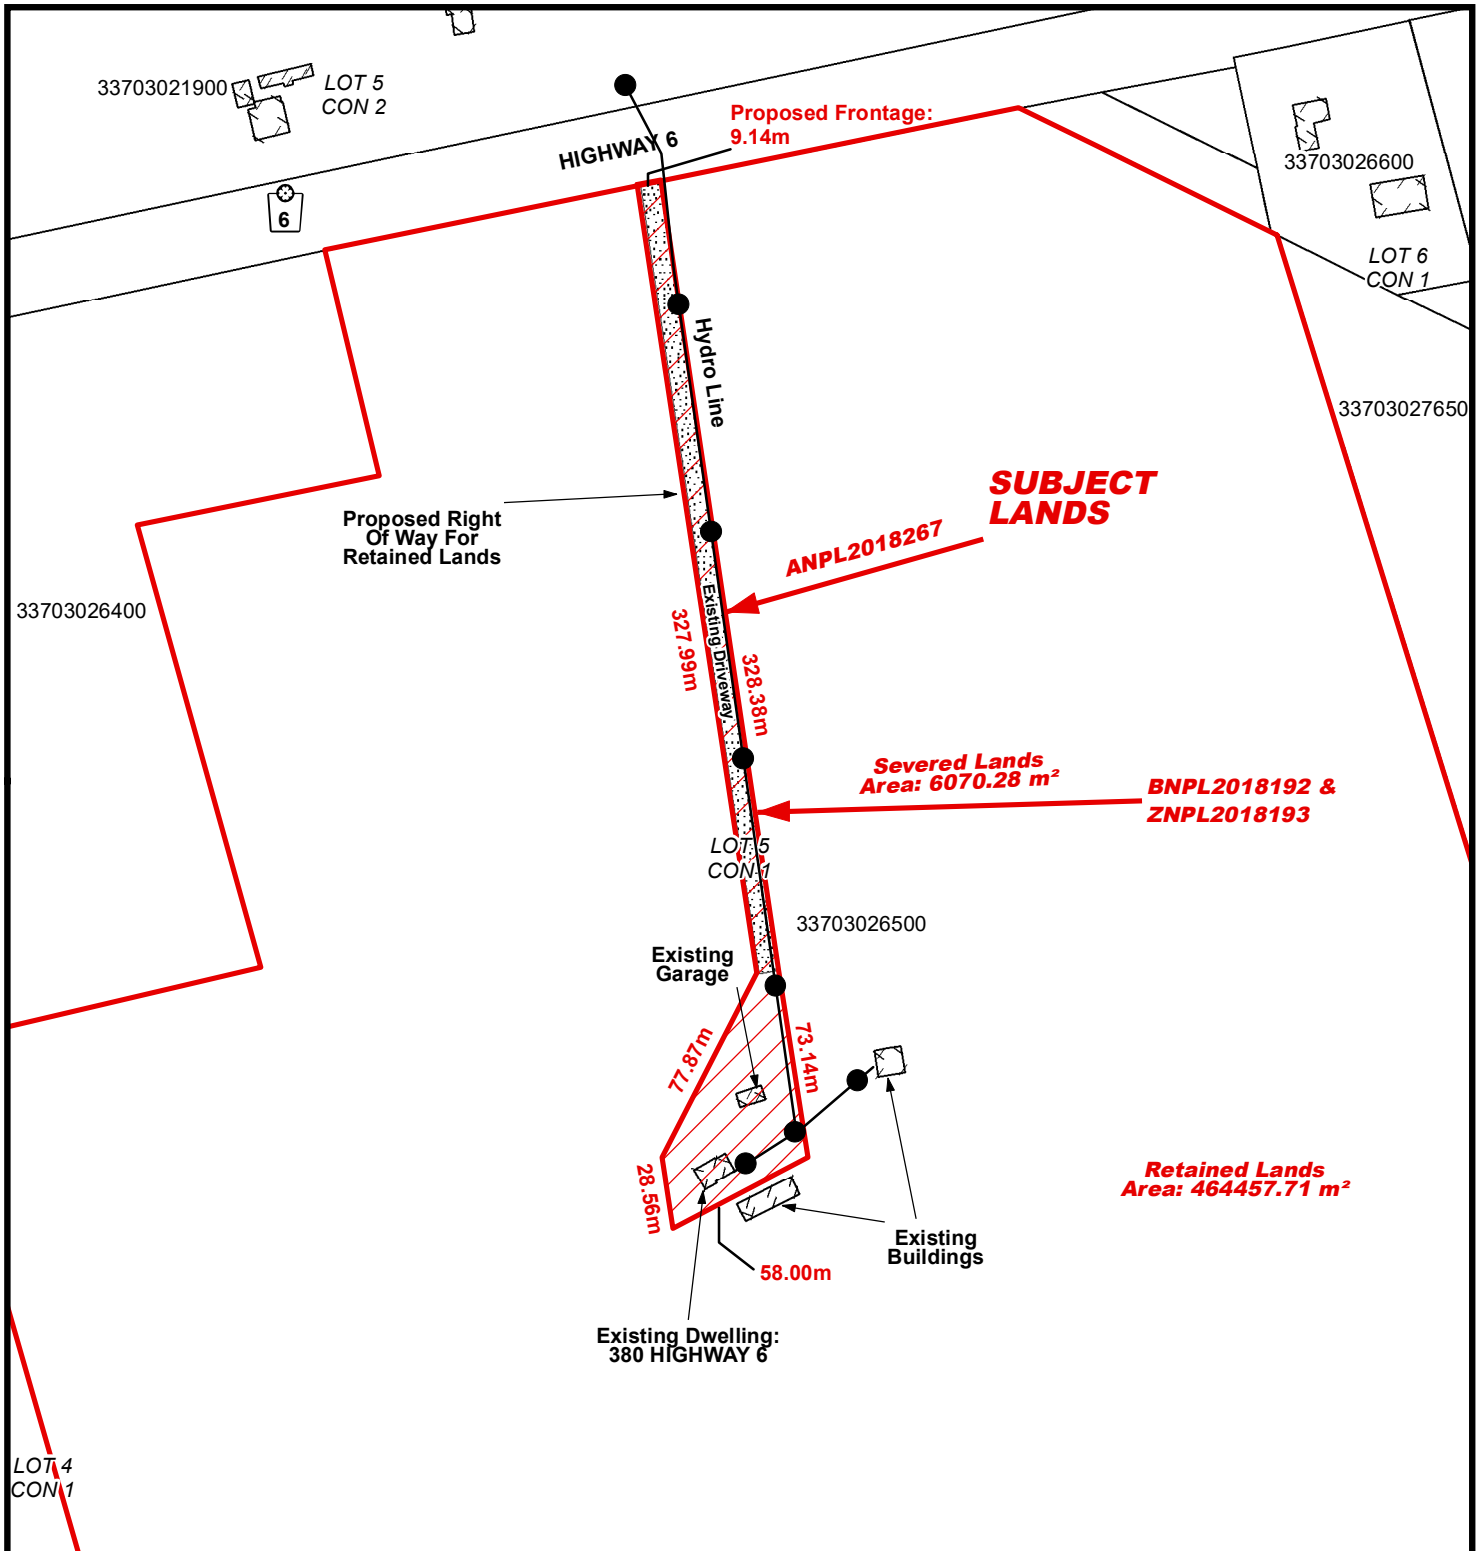 33703021900
LOT 5
CON 2
Proposed Frontage:
9.14m
HIGHWAY 6
33703026600
6
LOT 6
CON 1
Hydro Line
33703027650
SUBJECT
LANDS
Proposed Right
Of Way For
Retained Lands
ANPL2018267
33703026400
Existing Driveway
327.99m
328.38m
Severed Lands
Area: 6070.28 m²
BNPL2018192 &
ZNPL2018193
LOT 5
CON 1
33703026500
Existing
Garage
77.87m
73.14m
28.56m
Retained Lands
Area: 464457.71 m²
Existing
Buildings
58.00m
Existing Dwelling:
380 HIGHWAY 6
LOT 4
CON 1